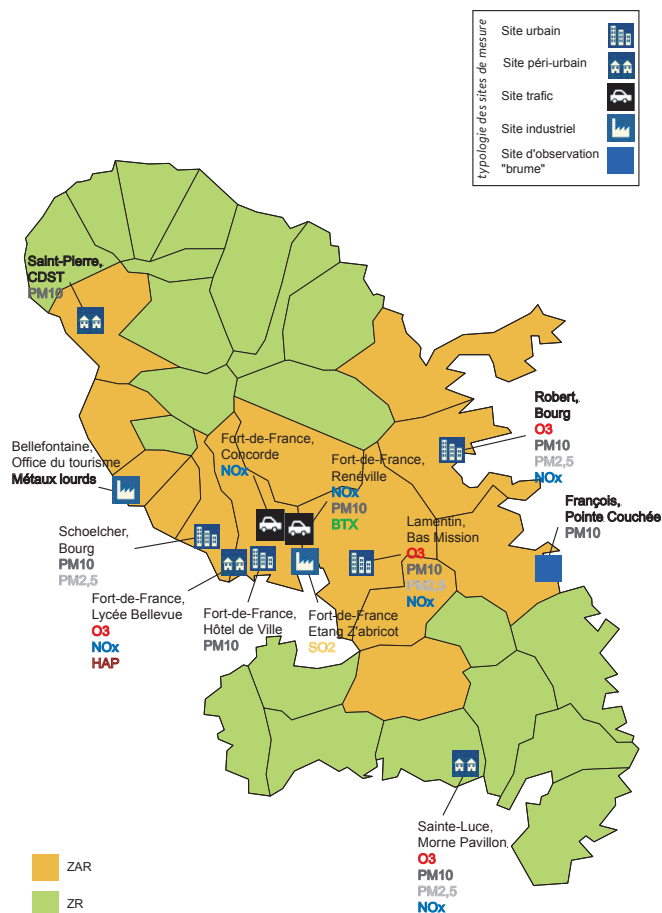 typologie des sites de mesure
Site urbain
Site péri-urbain
Site trafic
Site industriel
Site d'observation
"brume"
Saint-Pierre,
CDST
PM10
Robert,
Bourg
O3
PM10
PM2,5
NOx
Bellefontaine,
Office du tourisme
Métaux lourds
Fort-de-France,
Concorde
NOx
Fort-de-France,
Renéville
NOx
PM10
BTX
François,
Pointe Couchée
PM10
Schoelcher,
Bourg
PM10
PM2,5
Lamentin,
Bas Mission
O3
PM10
PM2,5
NOx
Fort-de-France,
Lycée Bellevue
O3
NOx
HAP
Fort-de-France,
Hôtel de Ville
PM10
Fort-de-France
Etang Z'abricot
SO2
Sainte-Luce,
Morne Pavillon
O3
PM10
PM2,5
NOx
ZAR
ZR